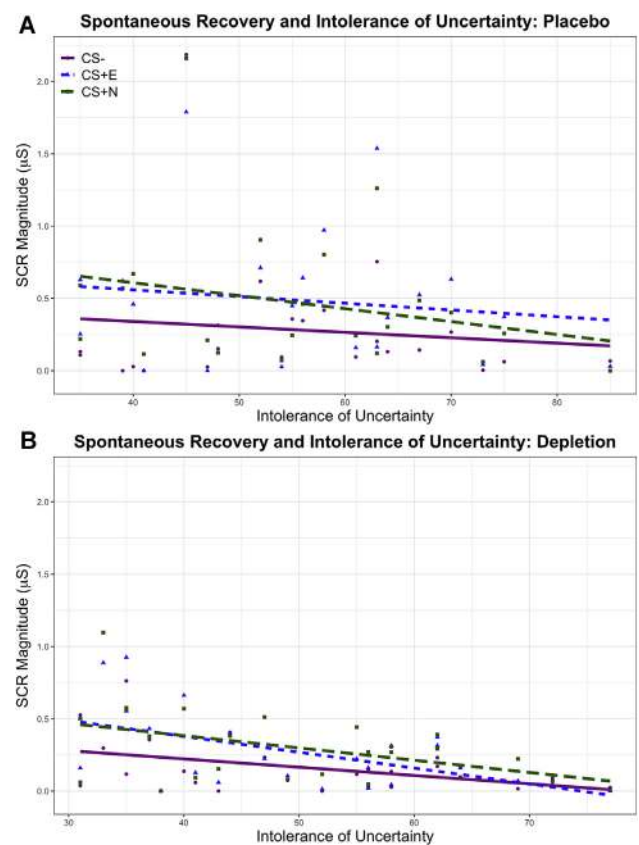 A
Spontaneous Recovery and Intolerance of Uncertainty: Placebo
CS-
CS+E
CS+N
SCR Magnitude (μS)
2.0
1.5
1.0
0.5
0.0
40 50 60 70 80
Intolerance of Uncertainty
B
Spontaneous Recovery and Intolerance of Uncertainty: Depletion
SCR Magnitude (μS)
2.0
1.5
1.0
0.5
0.0
30 40 50 60 70
Intolerance of Uncertainty